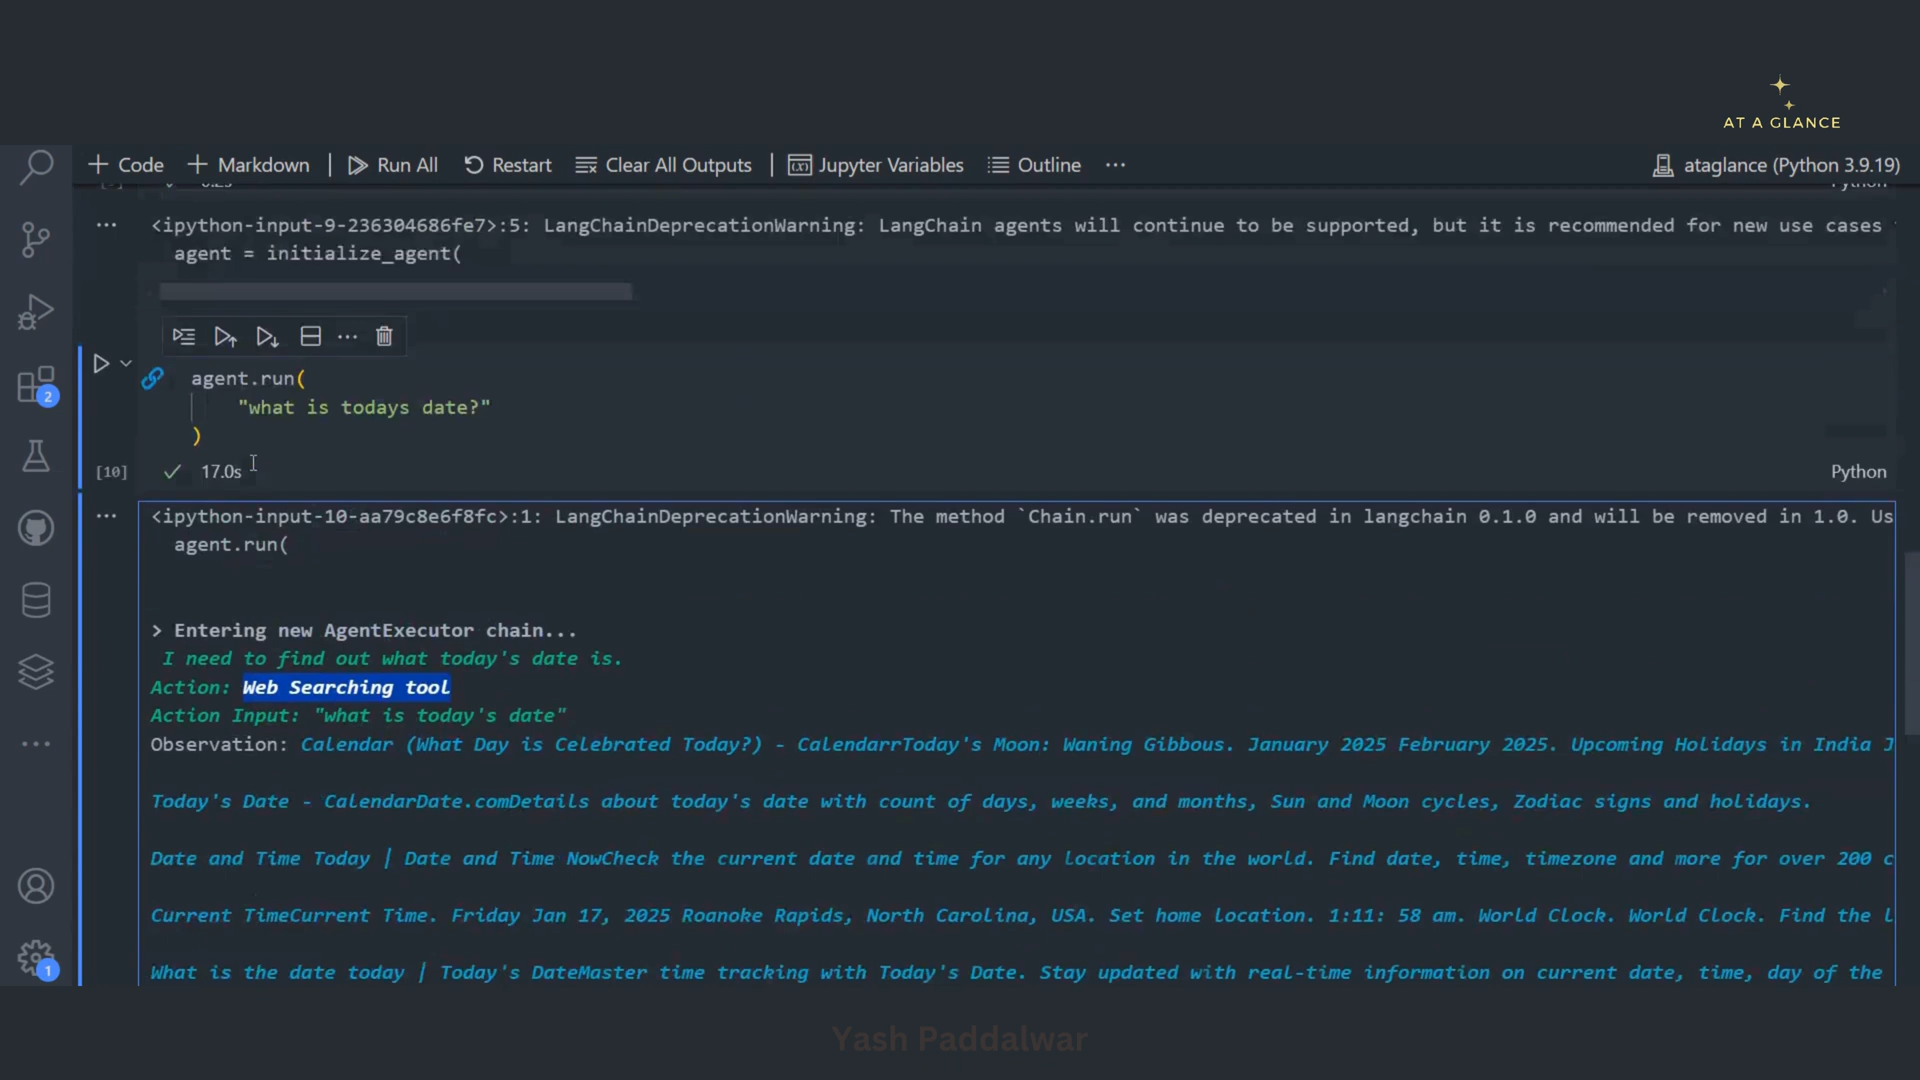 AT A GLANCE
Code Markdown Run All Restart Clear All Outputs Jupyter Variables Outline ... ataglance (Python 3.9.19)
<ipython-input-9-236304686fe7>:5: LangChainDeprecationWarning: LangChain agents will continue to be supported, but it is recommended for new use cases
agent = initialize_agent(
agent.run(
"what is todays date?"
)
[10] 17.0s Python
<ipython-input-10-aa79c8e6f8fc>:1: LangChainDeprecationWarning: The method `Chain.run` was deprecated in langchain 0.1.0 and will be removed in 1.0. Us
agent.run(
> Entering new AgentExecutor chain...
I need to find out what today's date is.
Action: Web Searching tool
Action Input: "what is today's date"
Observation: Calendar (What Day is Celebrated Today?) - CalendarrToday's Moon: Waning Gibbous. January 2025 February 2025. Upcoming Holidays in India J
Today's Date - CalendarDate.comDetails about today's date with count of days, weeks, and months, Sun and Moon cycles, Zodiac signs and holidays.
Date and Time Today | Date and Time NowCheck the current date and time for any location in the world. Find date, time, timezone and more for over 200 c
Current TimeCurrent Time. Friday Jan 17, 2025 Roanoke Rapids, North Carolina, USA. Set home location. 1:11: 58 am. World Clock. World Clock. Find the l
What is the date today | Today's DateMaster time tracking with Today's Date. Stay updated with real-time information on current date, time, day of the
2
1
Yash Paddalwar